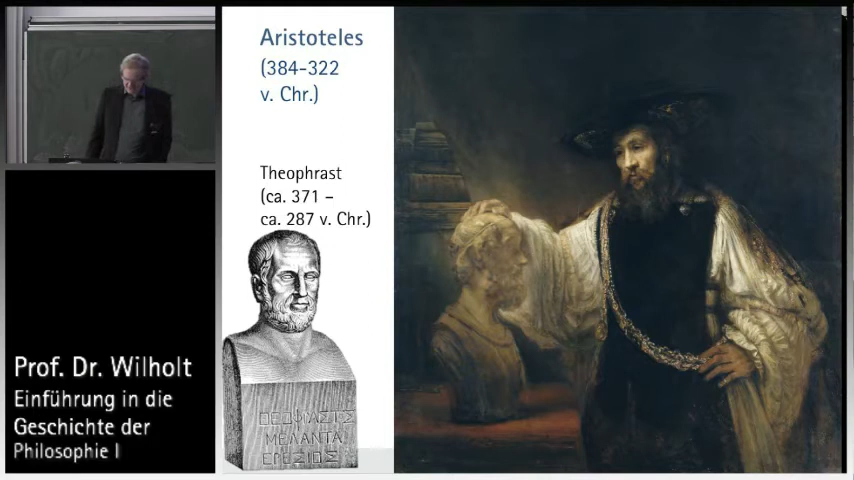 Aristoteles
(384-322
v. Chr.)
Theophrast
(ca. 371 –
ca. 287 v. Chr.)
ΜΕΛΑΝΤΑ
ΕΡΕΣΙΟΣ
Prof. Dr. Wilholt
Einführung in die
Geschichte der
Philosophie I